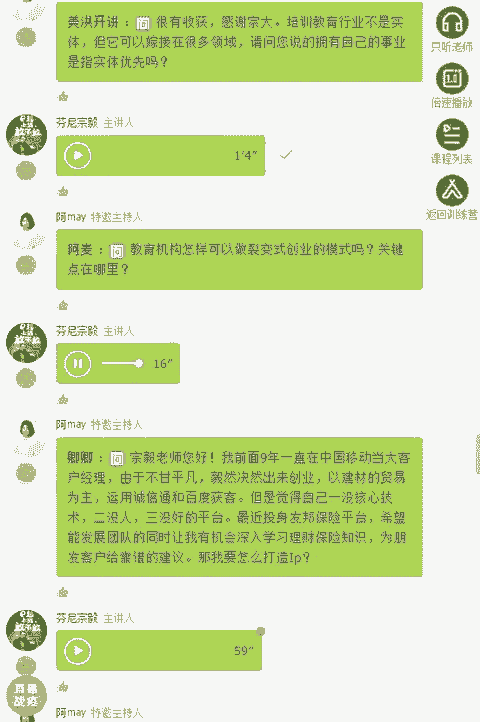 美洪开讲：问 很有收获，感谢宗大。培训教育行业不是实
体，但它可以嫁接在很多领域，请问您说的拥有自己的事业
是指实体优先吗？
只听老师
倍速播放
1.0
课程列表
返回训练营
芬尼宗毅 主讲人
1'4"
阿may 特邀主持人
阿麦：问 教育机构怎样可以做裂变式创业的模式吗？关键
点在哪里？
芬尼宗毅 主讲人
16"
阿may 特邀主持人
卿卿：问 宗毅老师您好！我前面9年一直在中国移动当大客
户经理，由于不甘平凡，毅然决然出来创业，以建材的贸易
为主，运用诚信通和百度获客。但是觉得自己一没核心技
术，二没人，三没好的平台。最近投身友邦保险平台，希望
能发展团队的同时让我有机会深入学习理财保险知识，为朋
友客户给靠谱的建议。那我要怎么打造Ip？
芬尼宗毅 主讲人
59"
阿may 特邀主持人